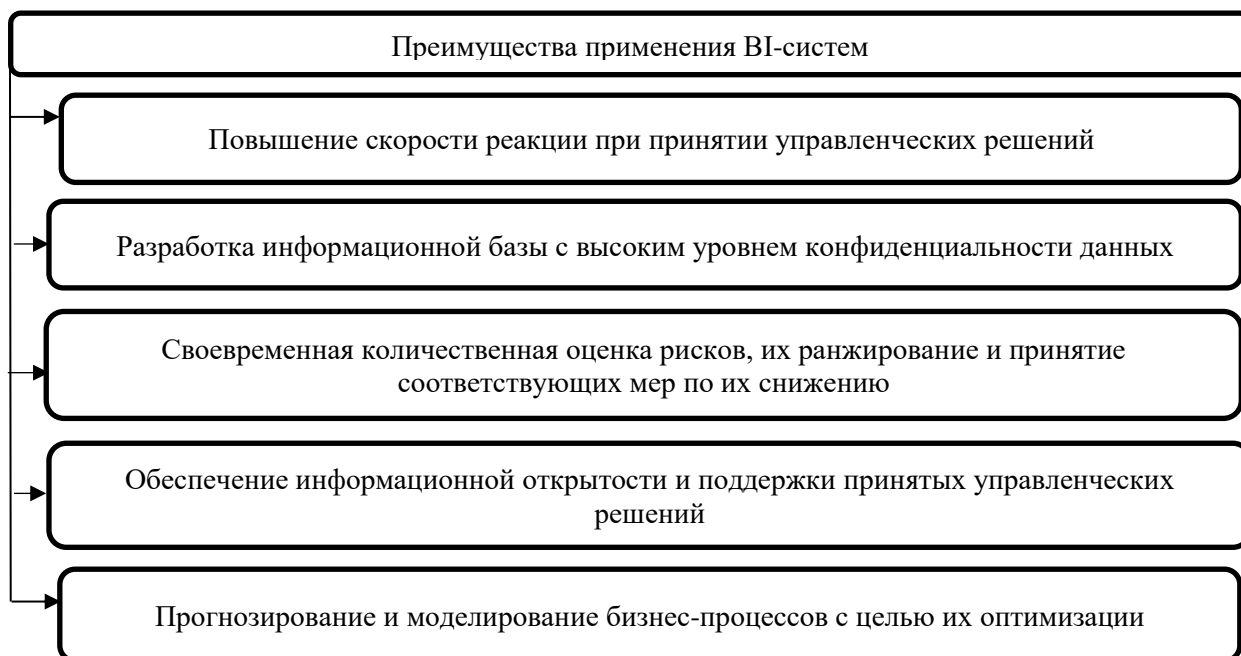 Преимущества применения BI-систем
Повышение скорости реакции при принятии управленческих решений
Разработка информационной базы с высоким уровнем конфиденциальности данных
Своевременная количественная оценка рисков, их ранжирование и принятие
соответствующих мер по их снижению
Обеспечение информационной открытости и поддержки принятых управленческих
решений
Прогнозирование и моделирование бизнес-процессов с целью их оптимизации